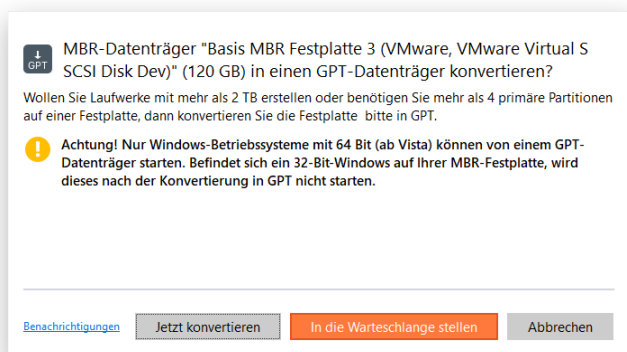 GPT
MBR-Datenträger "Basis MBR Festplatte 3 (VMware, VMware Virtual S
SCSI Disk Dev)" (120 GB) in einen GPT-Datenträger konvertieren?
Wollen Sie Laufwerke mit mehr als 2 TB erstellen oder benötigen Sie mehr als 4 primäre Partitionen
auf einer Festplatte, dann konvertieren Sie die Festplatte bitte in GPT.
Achtung! Nur Windows-Betriebssysteme mit 64 Bit (ab Vista) können von einem GPT-
Datenträger starten. Befindet sich ein 32-Bit-Windows auf Ihrer MBR-Festplatte, wird
dieses nach der Konvertierung in GPT nicht starten.
Benachrichtigungen Jetzt konvertieren In die Warteschlange stellen Abbrechen